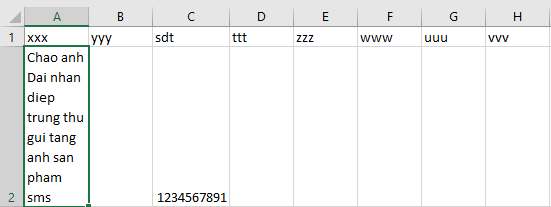 A B C D E F G H
1 xxx yyy sdt ttt zzz www uuu vvv
Chao anh
Dai nhan
diep
trung thu
gui tang
anh san
pham
2 sms 1234567891